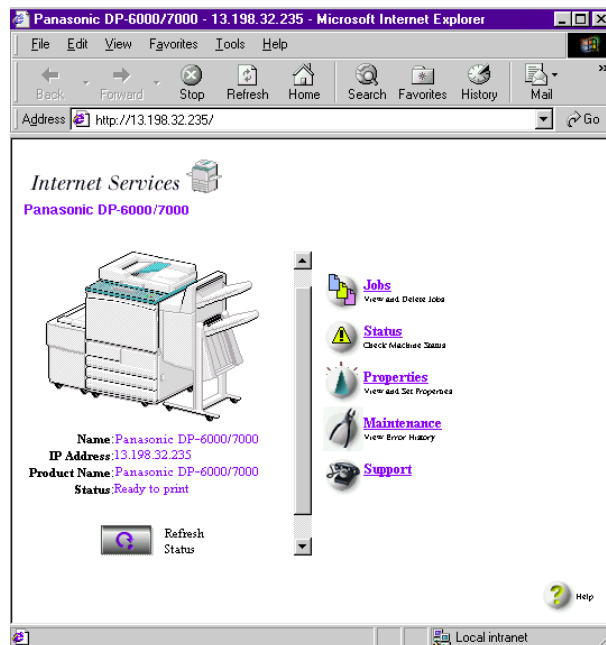 Panasonic DP-6000/7000 - 13.198.32.235 - Microsoft Internet Explorer
File Edit View Favorites Tools Help
Back Forward Stop Refresh Home Search Favorites History Mail »
Address http://13.198.32.235/ Go
Internet Services
Panasonic DP-6000/7000
Jobs
View and Delete Jobs
Status
Check Machine Status
Properties
View and Set Properties
Maintenance
View Error History
Support
Name:Panasonic DP-6000/7000
IP Address:13.198.32.235
Product Name:Panasonic DP-6000/7000
Status:Ready to print
Refresh
Status
Help
Local intranet